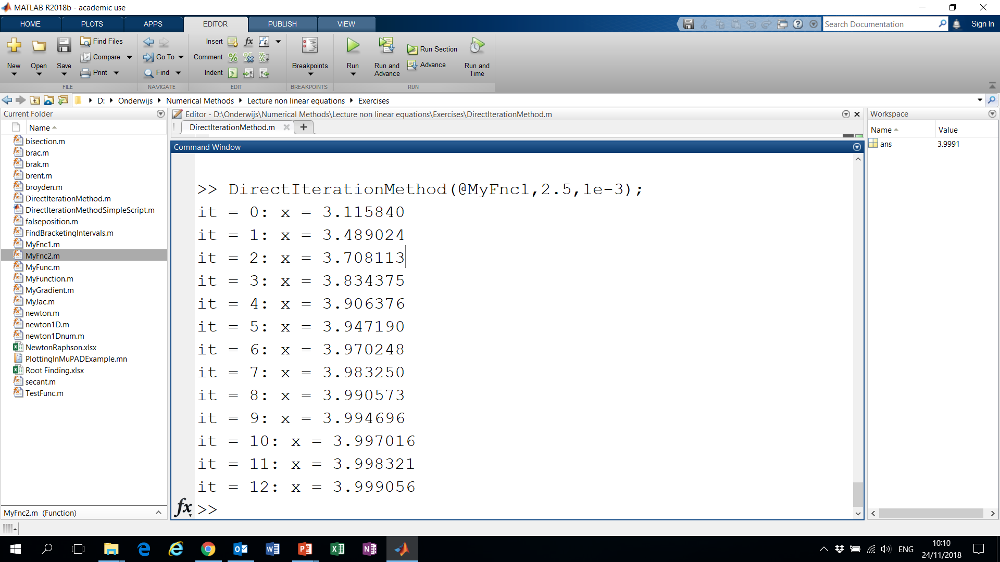 MATLAB R2018b - academic use
HOME PLOTS APPS EDITOR PUBLISH VIEW
Search Documentation
Sign In
New
Open
Save
Find Files
Compare
Print
FILE
Go To
Find
NAVIGATE
Insert
Comment
Indent
EDIT
Breakpoints
BREAKPOINTS
Run
Run and Advance
Run Section
Advance
Run and Time
RUN
D: Onderwijs Numerical Methods Lecture non linear equations Exercises
Current Folder
Name
bisection.m
brac.m
brak.m
brent.m
broyden.m
DirectIterationMethod.m
DirectIterationMethodSimpleScript.m
falseposition.m
FindBracketingIntervals.m
MyFnc1.m
MyFnc2.m
MyFunc.m
MyFunction.m
MyGradient.m
MyJac.m
newton.m
newton1D.m
newton1Dnum.m
NewtonRaphson.xlsx
PlottingInMuPADExample.mn
Root Finding.xlsx
secant.m
TestFunc.m
MyFnc2.m (Function)
Editor - D:\Onderwijs\Numerical Methods\Lecture non linear equations\Exercises\DirectIterationMethod.m
DirectIterationMethod.m
Command Window
>> DirectIterationMethod(@MyFnc1,2.5,1e-3);
it = 0: x = 3.115840
it = 1: x = 3.489024
it = 2: x = 3.708113
it = 3: x = 3.834375
it = 4: x = 3.906376
it = 5: x = 3.947190
it = 6: x = 3.970248
it = 7: x = 3.983250
it = 8: x = 3.990573
it = 9: x = 3.994696
it = 10: x = 3.997016
it = 11: x = 3.998321
it = 12: x = 3.999056
fx >>
Workspace
Name Value
ans 3.9991
ENG
10:10
24/11/2018